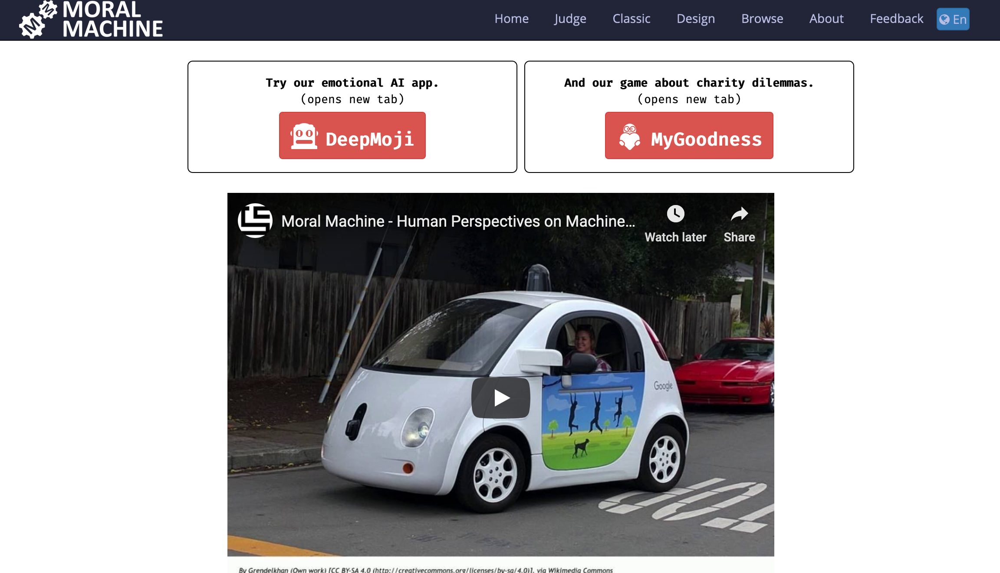 MORAL
MACHINE
Home
Judge
Classic
Design
Browse
About
Feedback
En
Try our emotional AI app.
(opens new tab)
DeepMoji
And our game about charity dilemmas.
(opens new tab)
MyGoodness
Moral Machine - Human Perspectives on Machine...
Watch later
Share
Google
By Grendelkhan (Own work) [CC BY-SA 4.0 (http://creativecommons.org/licenses/by-sa/4.0)], via Wikimedia Commons